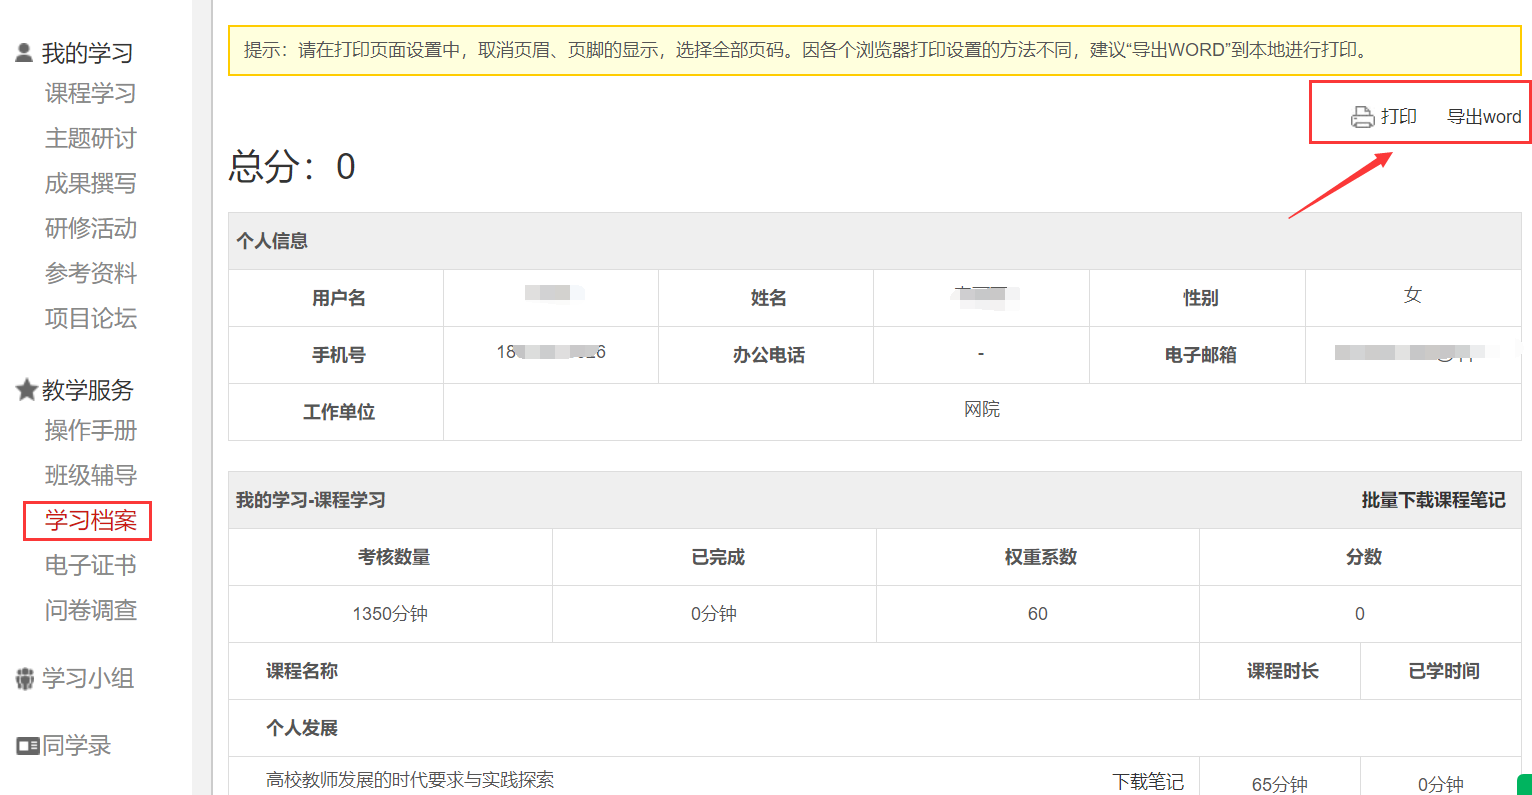 我的学习
课程学习
主题研讨
成果撰写
研修活动
参考资料
项目论坛
教学服务
操作手册
班级辅导
学习档案
电子证书
问卷调查
学习小组
同学录
提示：请在打印页面设置中，取消页眉、页脚的显示，选择全部页码。因各个浏览器打印设置的方法不同，建议“导出WORD”到本地进行打印。
打印 导出word
总分：0
个人信息
用户名 姓名 性别 女
手机号 办公电话 - 电子邮箱
工作单位 网院
我的学习-课程学习 批量下载课程笔记
考核数量 已完成 权重系数 分数
1350分钟 0分钟 60 0
课程名称 课程时长 已学时间
个人发展
高校教师发展的时代要求与实践探索 下载笔记 65分钟 0分钟